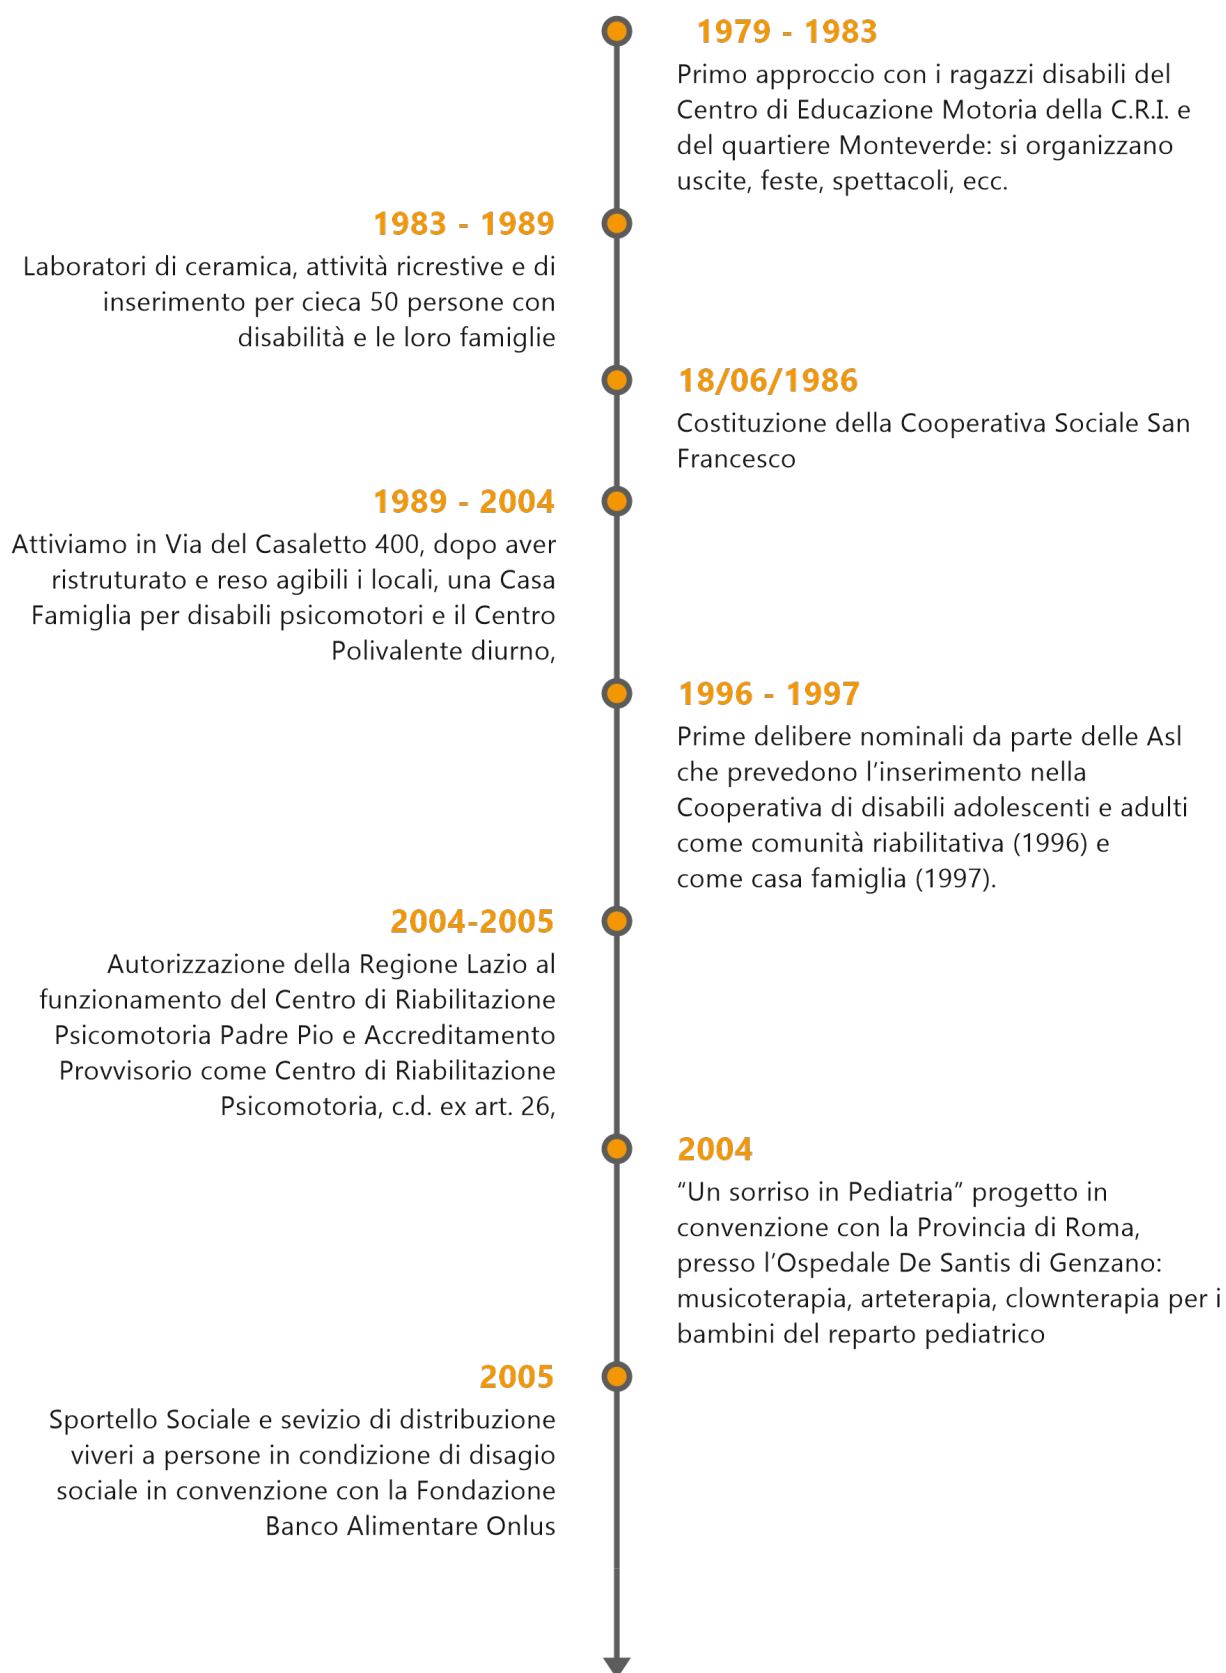 1979 - 1983
Primo approccio con i ragazzi disabili del
Centro di Educazione Motoria della C.R.I. e
del quartiere Monteverde: si organizzano
uscite, feste, spettacoli, ecc.
1983 - 1989
Laboratori di ceramica, attività ricrestive e di
inserimento per cieca 50 persone con
disabilità e le loro famiglie
18/06/1986
Costituzione della Cooperativa Sociale San
Francesco
1989 - 2004
Attiviamo in Via del Casaletto 400, dopo aver
ristruturato e reso agibili i locali, una Casa
Famiglia per disabili psicomotori e il Centro
Polivalente diurno,
1996 - 1997
Prime delibere nominali da parte delle Asl
che prevedono l’inserimento nella
Cooperativa di disabili adolescenti e adulti
come comunità riabilitativa (1996) e
come casa famiglia (1997).
2004-2005
Autorizzazione della Regione Lazio al
funzionamento del Centro di Riabilitazione
Psicomotoria Padre Pio e Accreditamento
Provvisorio come Centro di Riabilitazione
Psicomotoria, c.d. ex art. 26,
2004
“Un sorriso in Pediatria” progetto in
convenzione con la Provincia di Roma,
presso l’Ospedale De Santis di Genzano:
musicoterapia, arteterapia, clownterapia per i
bambini del reparto pediatrico
2005
Sportello Sociale e sevizio di distribuzione
viveri a persone in condizione di disagio
sociale in convenzione con la Fondazione
Banco Alimentare Onlus